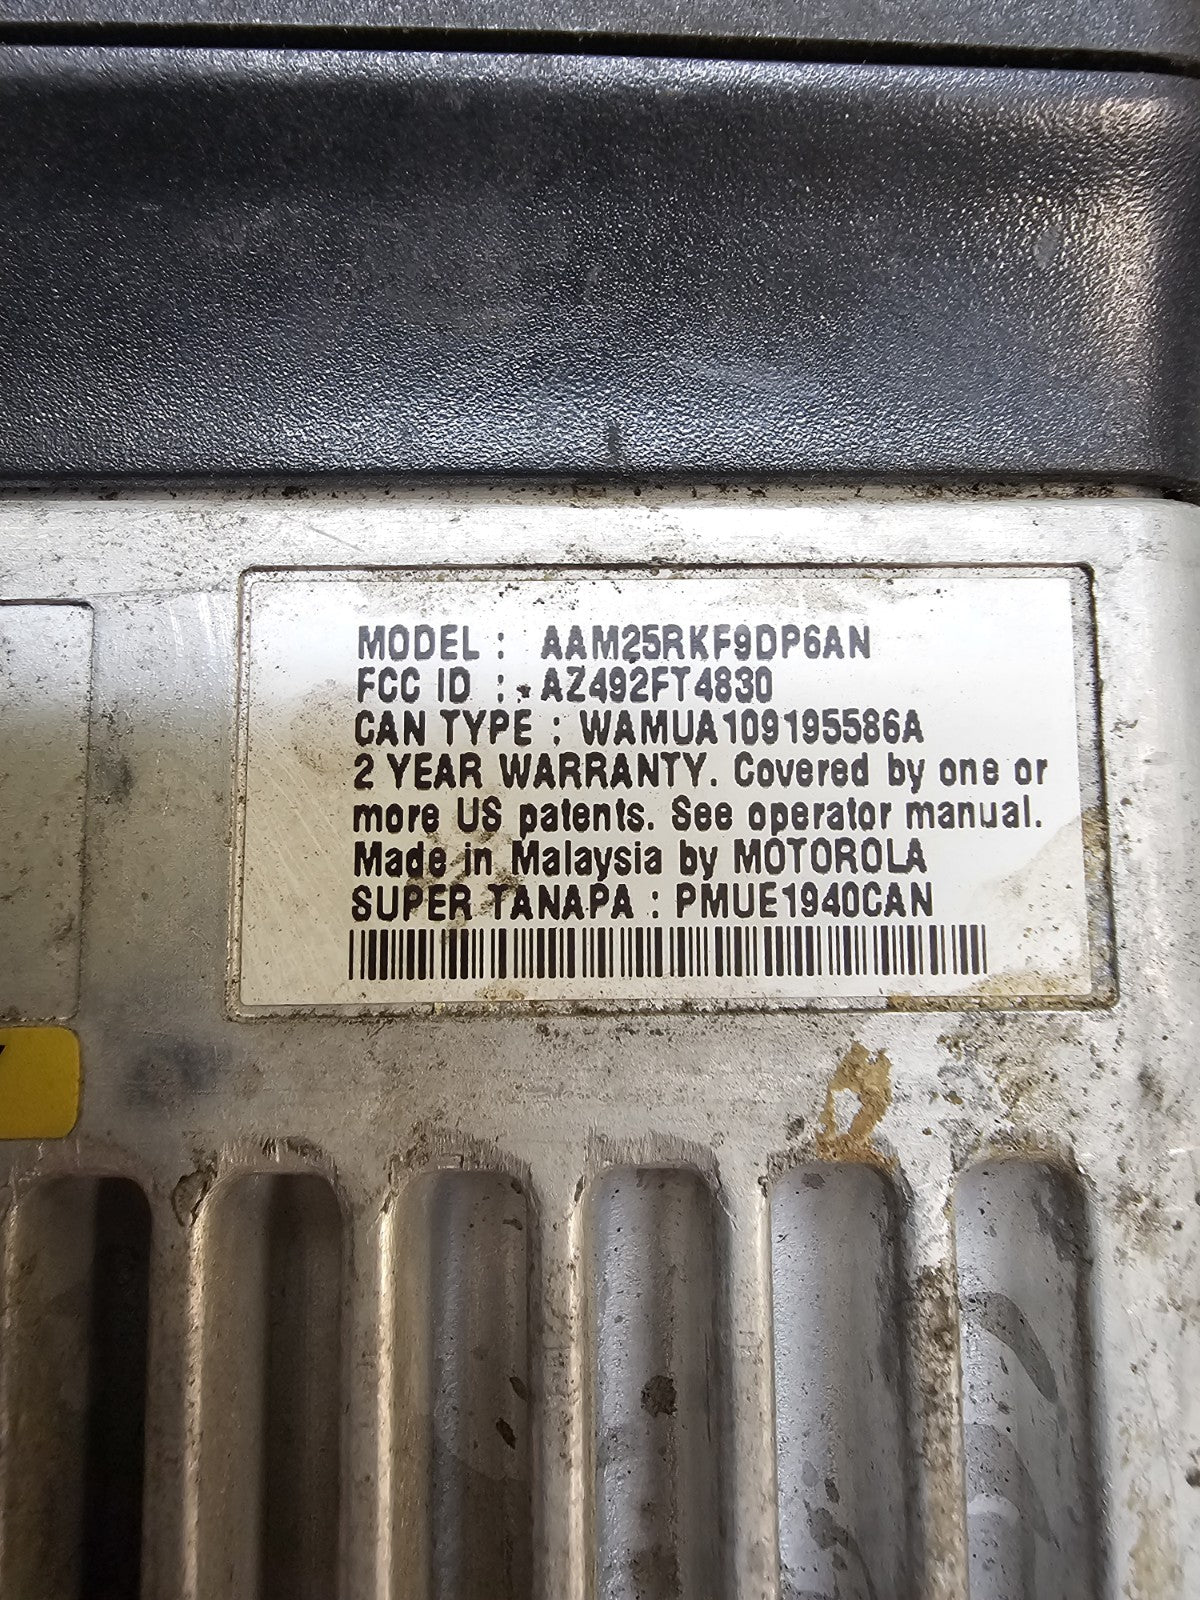 MODEL : AAM25RKF9DP6AN
FCC ID : AZ492FT4830
CAN TYPE : WAMUA109195586A
2 YEAR WARRANTY. Covered by one or
more US patents. See operator manual.
Made in Malaysia by MOTOROLA
SUPER TANAPA : PMUE1940CAN